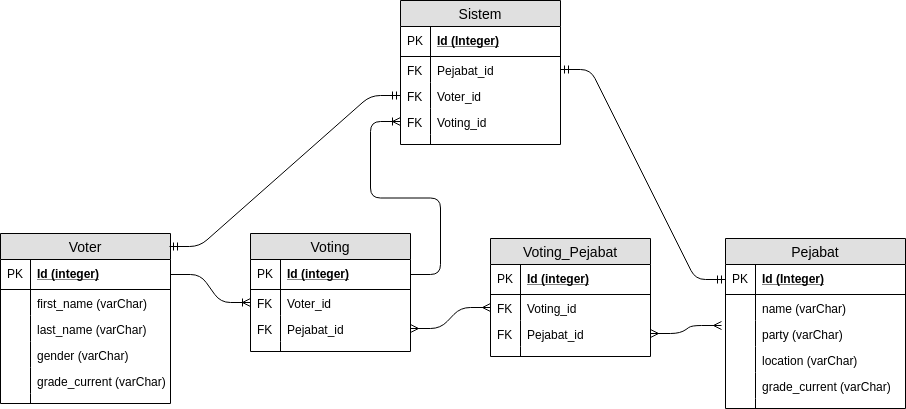 Sistem
PK Id (Integer)
FK Pejabat_id
FK Voter_id
FK Voting_id
Voter
PK Id (integer)
first_name (varChar)
last_name (varChar)
gender (varChar)
grade_current (varChar)
Voting
PK Id (integer)
FK Voter_id
FK Pejabat_id
Voting_Pejabat
PK Id (integer)
FK Voting_id
FK Pejabat_id
Pejabat
PK Id (Integer)
name (varChar)
party (varChar)
location (varChar)
grade_current (varChar)